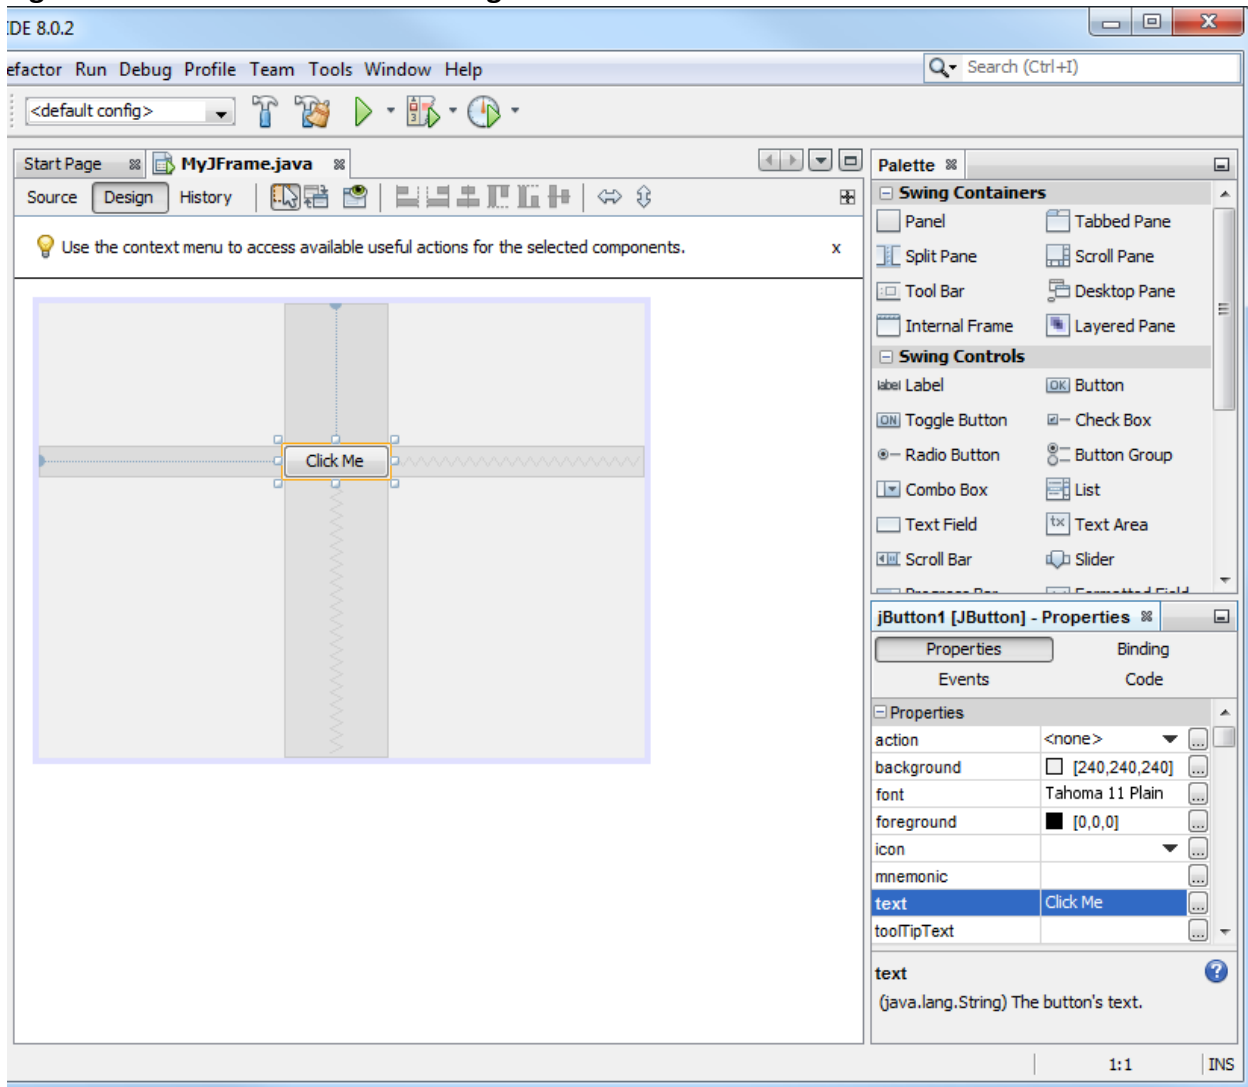 IDE 8.0.2
efactor Run Debug Profile Team Tools Window Help
Search (Ctrl+I)
<default config>
Start Page
MyJFrame.java
Palette
Source Design History
Use the context menu to access available useful actions for the selected components.
x
Swing Containers
Panel Tabbed Pane
Split Pane Scroll Pane
Tool Bar Desktop Pane
Internal Frame Layered Pane
Swing Controls
label Label OK Button
ON Toggle Button Check Box
Radio Button Button Group
Combo Box List
Text Field tx Text Area
Scroll Bar Slider
Click Me
jButton1 [JButton] - Properties
Properties Binding
Events Code
Properties
action <none> ...
background [240,240,240] ...
font Tahoma 11 Plain ...
foreground [0,0,0] ...
icon ...
mnemonic ...
text Click Me ...
toolTipText ...
text
?
(java.lang.String) The button's text.
1:1 INS